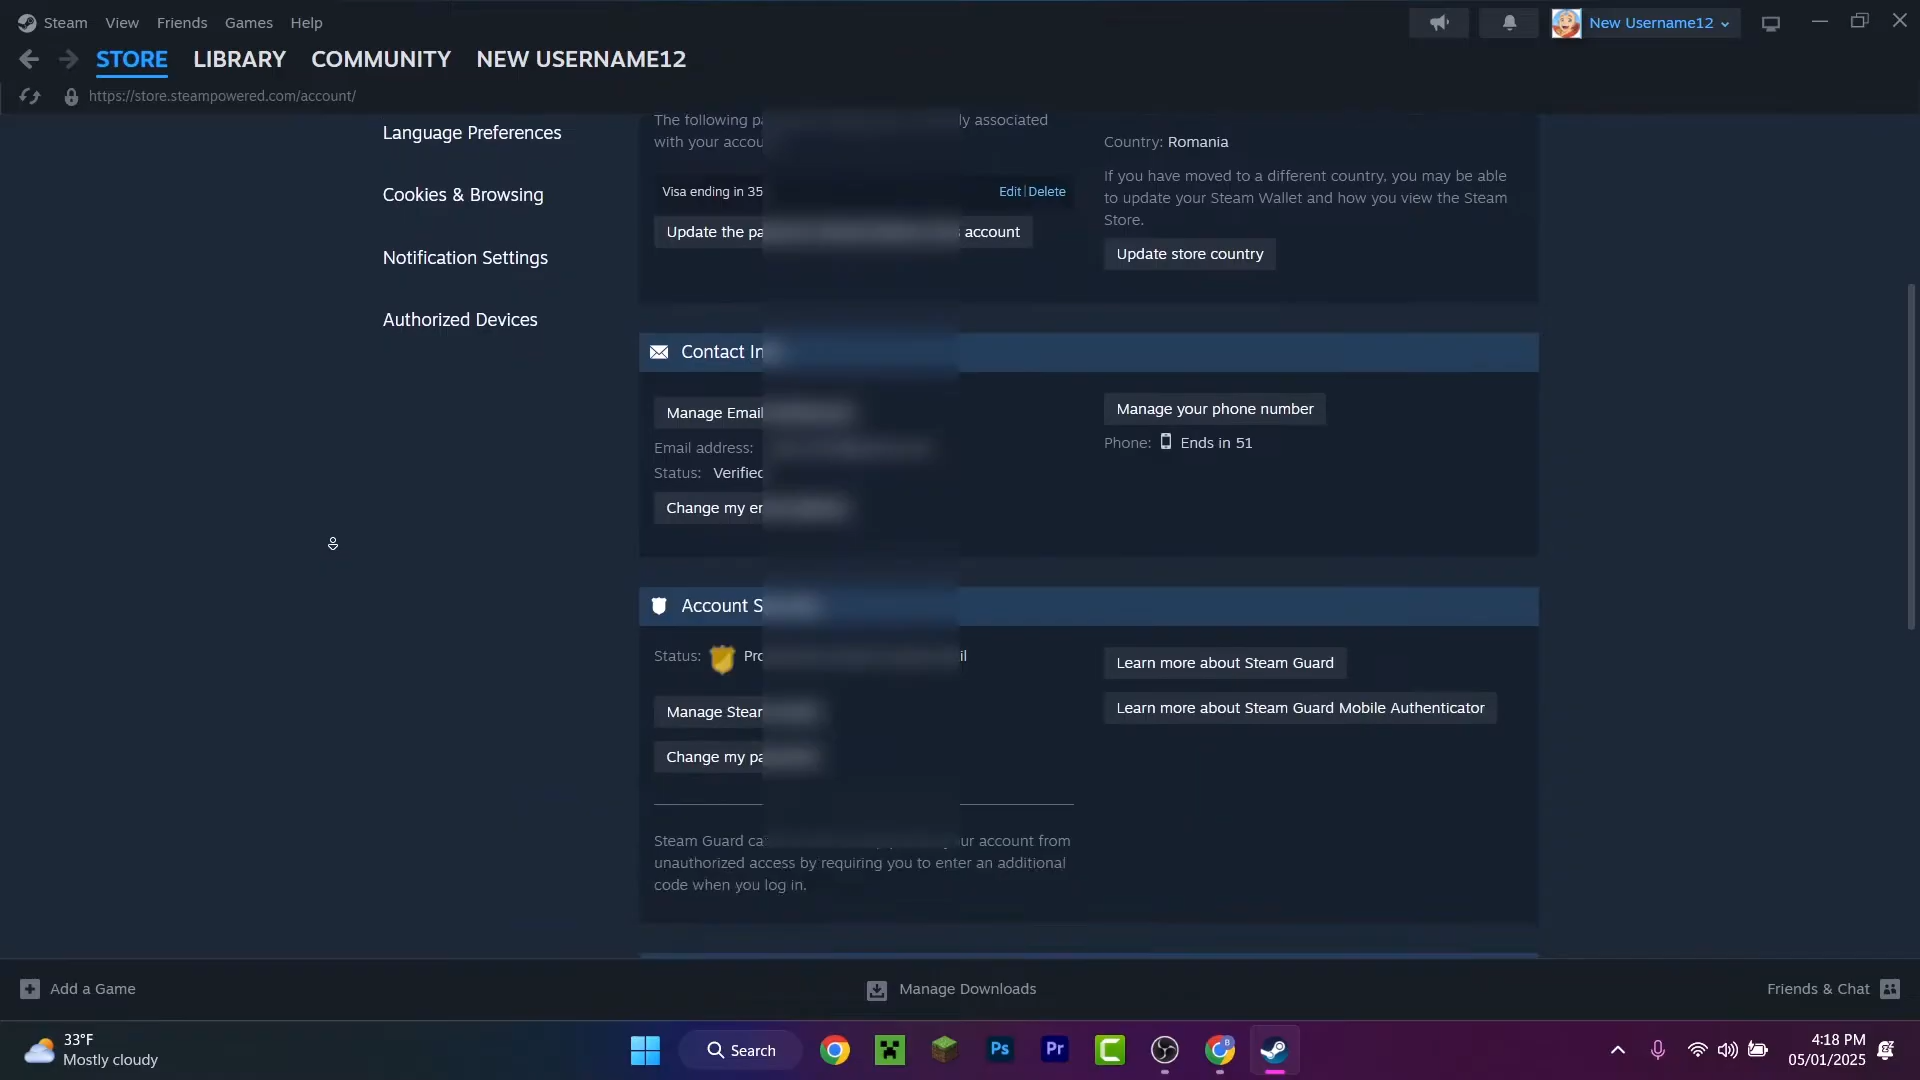 Steam View Friends Games Help
New Username12
STORE LIBRARY COMMUNITY NEW USERNAME12
https://store.steampowered.com/account/
Language Preferences
Cookies & Browsing
Notification Settings
Authorized Devices
The following pa ly associated
with your accou
Visa ending in 35
Edit | Delete
Update the pa account
Country: Romania
If you have moved to a different country, you may be able
to update your Steam Wallet and how you view the Steam
Store.
Update store country
Contact In
Manage Email
Email address:
Status: Verified
Change my e
Manage your phone number
Phone: Ends in 51
Account S
Status: Pro il
Manage Stear
Change my pa
Learn more about Steam Guard
Learn more about Steam Guard Mobile Authenticator
Steam Guard ca ur account from
unauthorized access by requiring you to enter an additional
code when you log in.
Add a Game
Manage Downloads
Friends & Chat
33°F
Mostly cloudy
Search
Ps
Pr
B
4:18 PM
05/01/2025